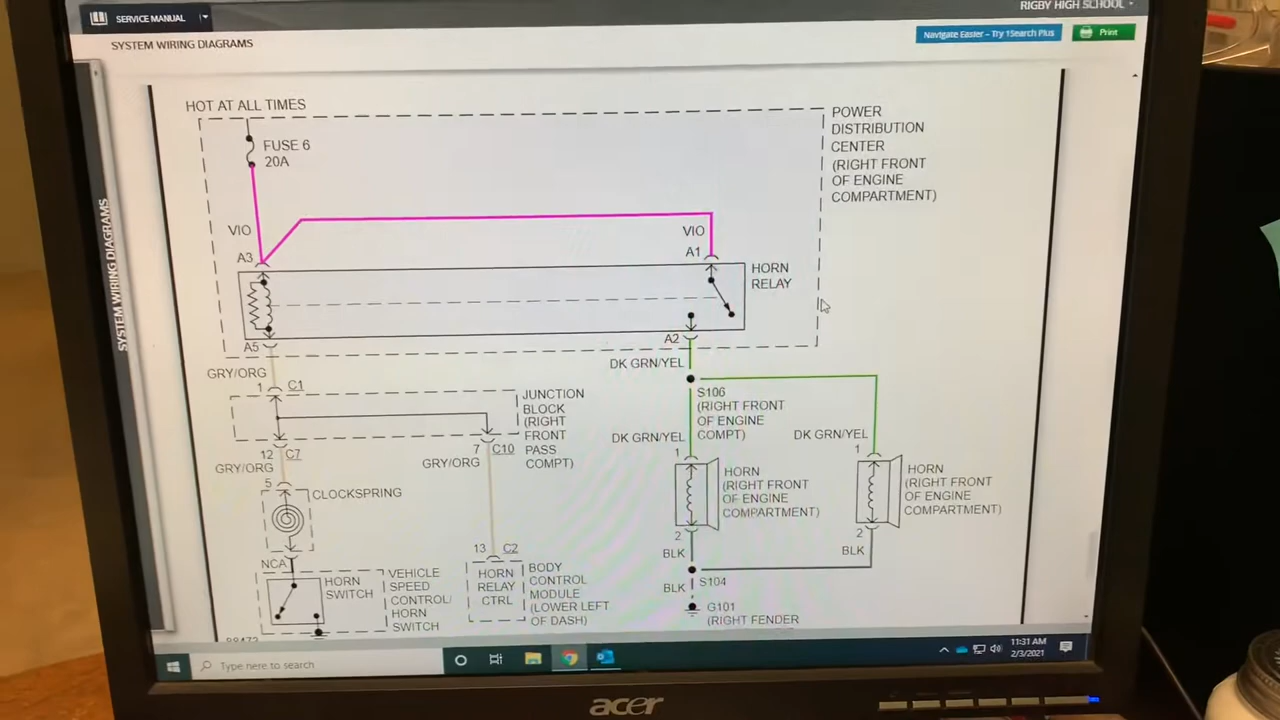 RIGBY HIGH SCHOOL
SERVICE MANUAL
SYSTEM WIRING DIAGRAMS
Navigate Easier – Try 1Search Plus
Print
SYSTEM WIRING DIAGRAMS
HOT AT ALL TIMES
FUSE 6
20A
POWER
DISTRIBUTION
CENTER
(RIGHT FRONT
OF ENGINE
COMPARTMENT)
VIO
VIO
A3
A1
HORN
RELAY
A5
A2
GRY/ORG
DK GRN/YEL
1 C1
S106
(RIGHT FRONT
OF ENGINE
COMPT)
JUNCTION
BLOCK
(RIGHT
FRONT
PASS
COMPT)
12 C7
7 C10
GRY/ORG
GRY/ORG
DK GRN/YEL
DK GRN/YEL
1
1
5
CLOCKSPRING
HORN
(RIGHT FRONT
OF ENGINE
COMPARTMENT)
HORN
(RIGHT FRONT
OF ENGINE
COMPARTMENT)
2
2
BLK
BLK
NCA
13 C2
HORN
SWITCH
VEHICLE
SPEED
CONTROL/
HORN
SWITCH
HORN
RELAY
CTRL
BODY
CONTROL
MODULE
(LOWER LEFT
OF DASH)
S104
BLK
G101
(RIGHT FENDER
Type here to search
11:31 AM
2/3/2021
acer